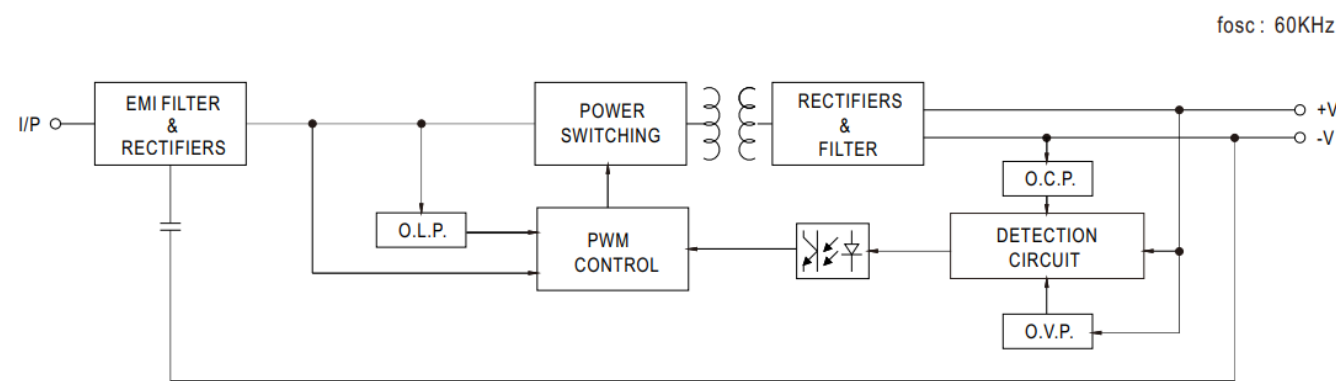 fosc : 60KHz
I/P
EMI FILTER
&
RECTIFIERS
POWER
SWITCHING
RECTIFIERS
&
FILTER
+V
-V
O.C.P.
O.L.P.
PWM
CONTROL
DETECTION
CIRCUIT
O.V.P.